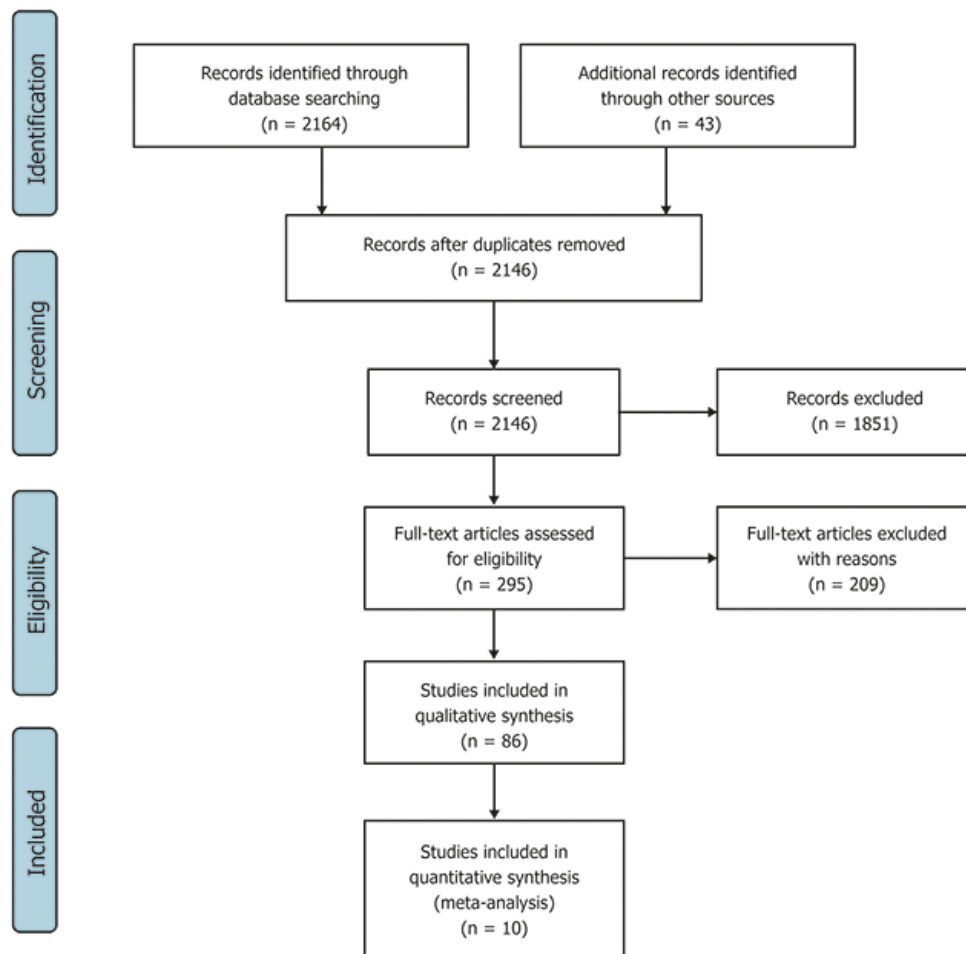 Identification
Records identified through
database searching
(n = 2164)
Additional records identified
through other sources
(n = 43)
Records after duplicates removed
(n = 2146)
Screening
Records screened
(n = 2146)
Records excluded
(n = 1851)
Eligibility
Full-text articles assessed
for eligibility
(n = 295)
Full-text articles excluded
with reasons
(n = 209)
Studies included in
qualitative synthesis
(n = 86)
Included
Studies included in
quantitative synthesis
(meta-analysis)
(n = 10)